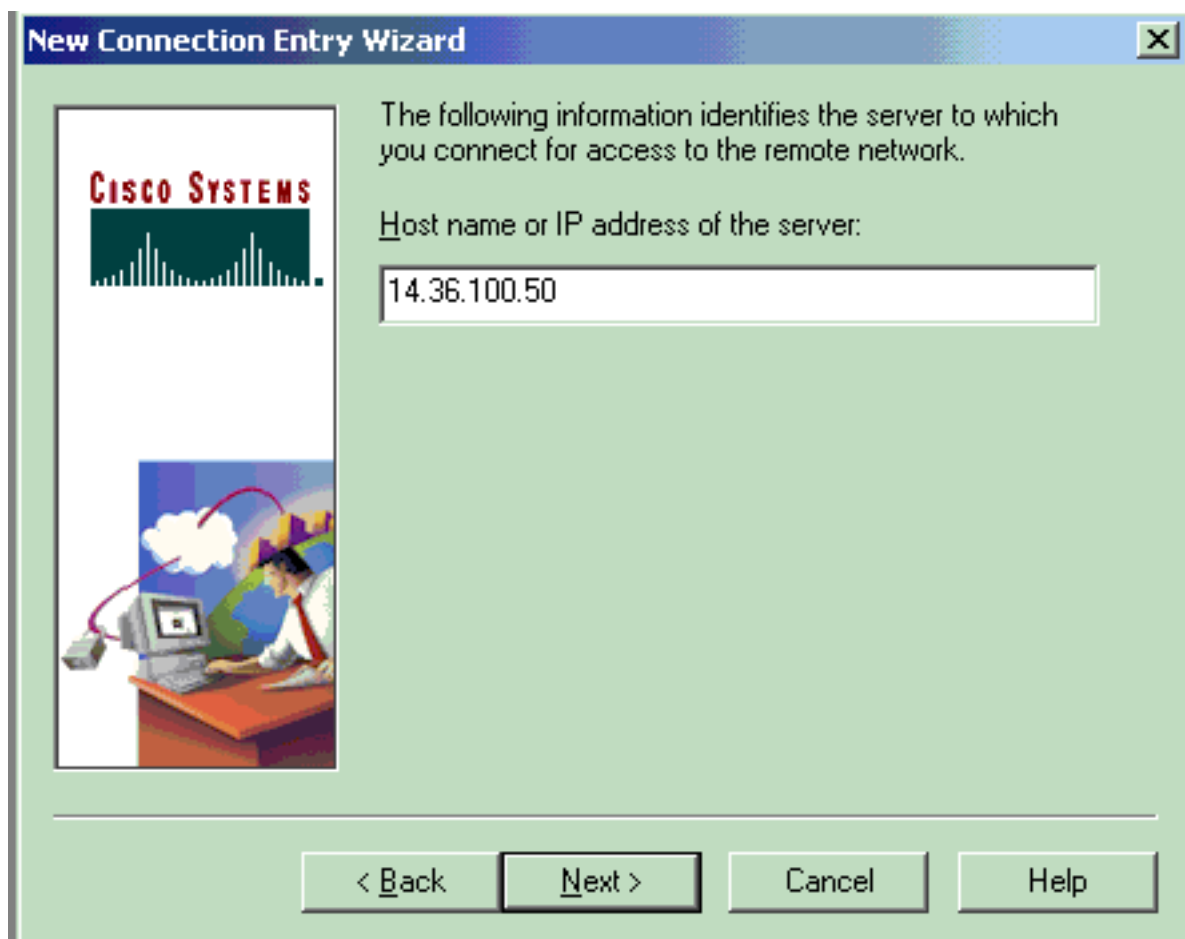 New Connection Entry Wizard
CISCO SYSTEMS
The following information identifies the server to which
you connect for access to the remote network.
Host name or IP address of the server:
14.36.100.50
< Back
Next >
Cancel
Help